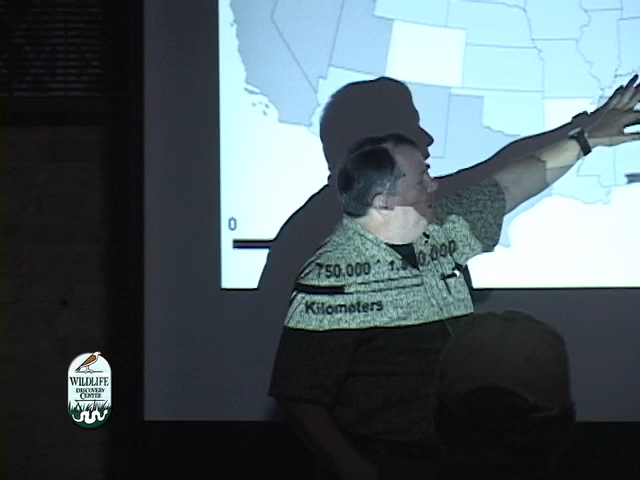 0
750,000
Kilometers
WILDLIFE
DISCOVERY
CENTER